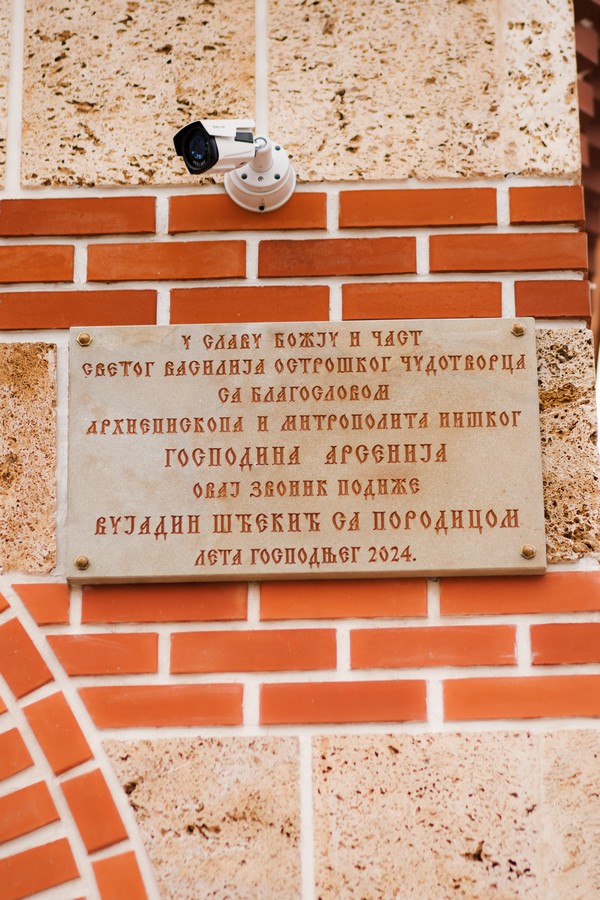 У СЛАВУ БОЖЈУ И ЧАСТ
СВЕТОГ ВАСИЛИЈА ОСТРОШКОГ ЧУДОТВОРЦА
СА БЛАГОСЛОВОМ
АРХИЕПИСКОПА И МИТРОПОЛИТА НИШКОГ
ГОСПОДИНА АРСЕНИЈА
ОВАЈ ЗВОНИК ПОДИЖЕ
ВУЈАДИН ШЋЕКИЋ СА ПОРОДИЦОМ
ЛЕТА ГОСПОДЊЕГ 2024.